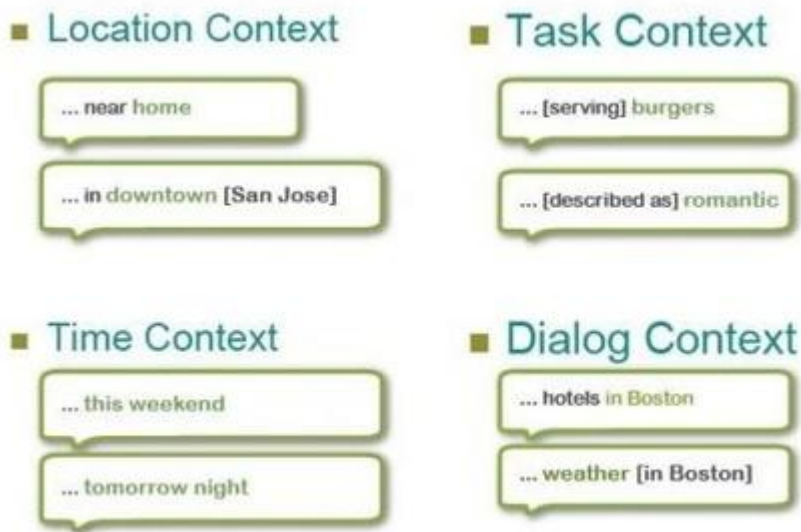 Location Context
... near home
... in downtown [San Jose]
Task Context
... [serving] burgers
... [described as] romantic
Time Context
... this weekend
... tomorrow night
Dialog Context
... hotels in Boston
... weather [in Boston]